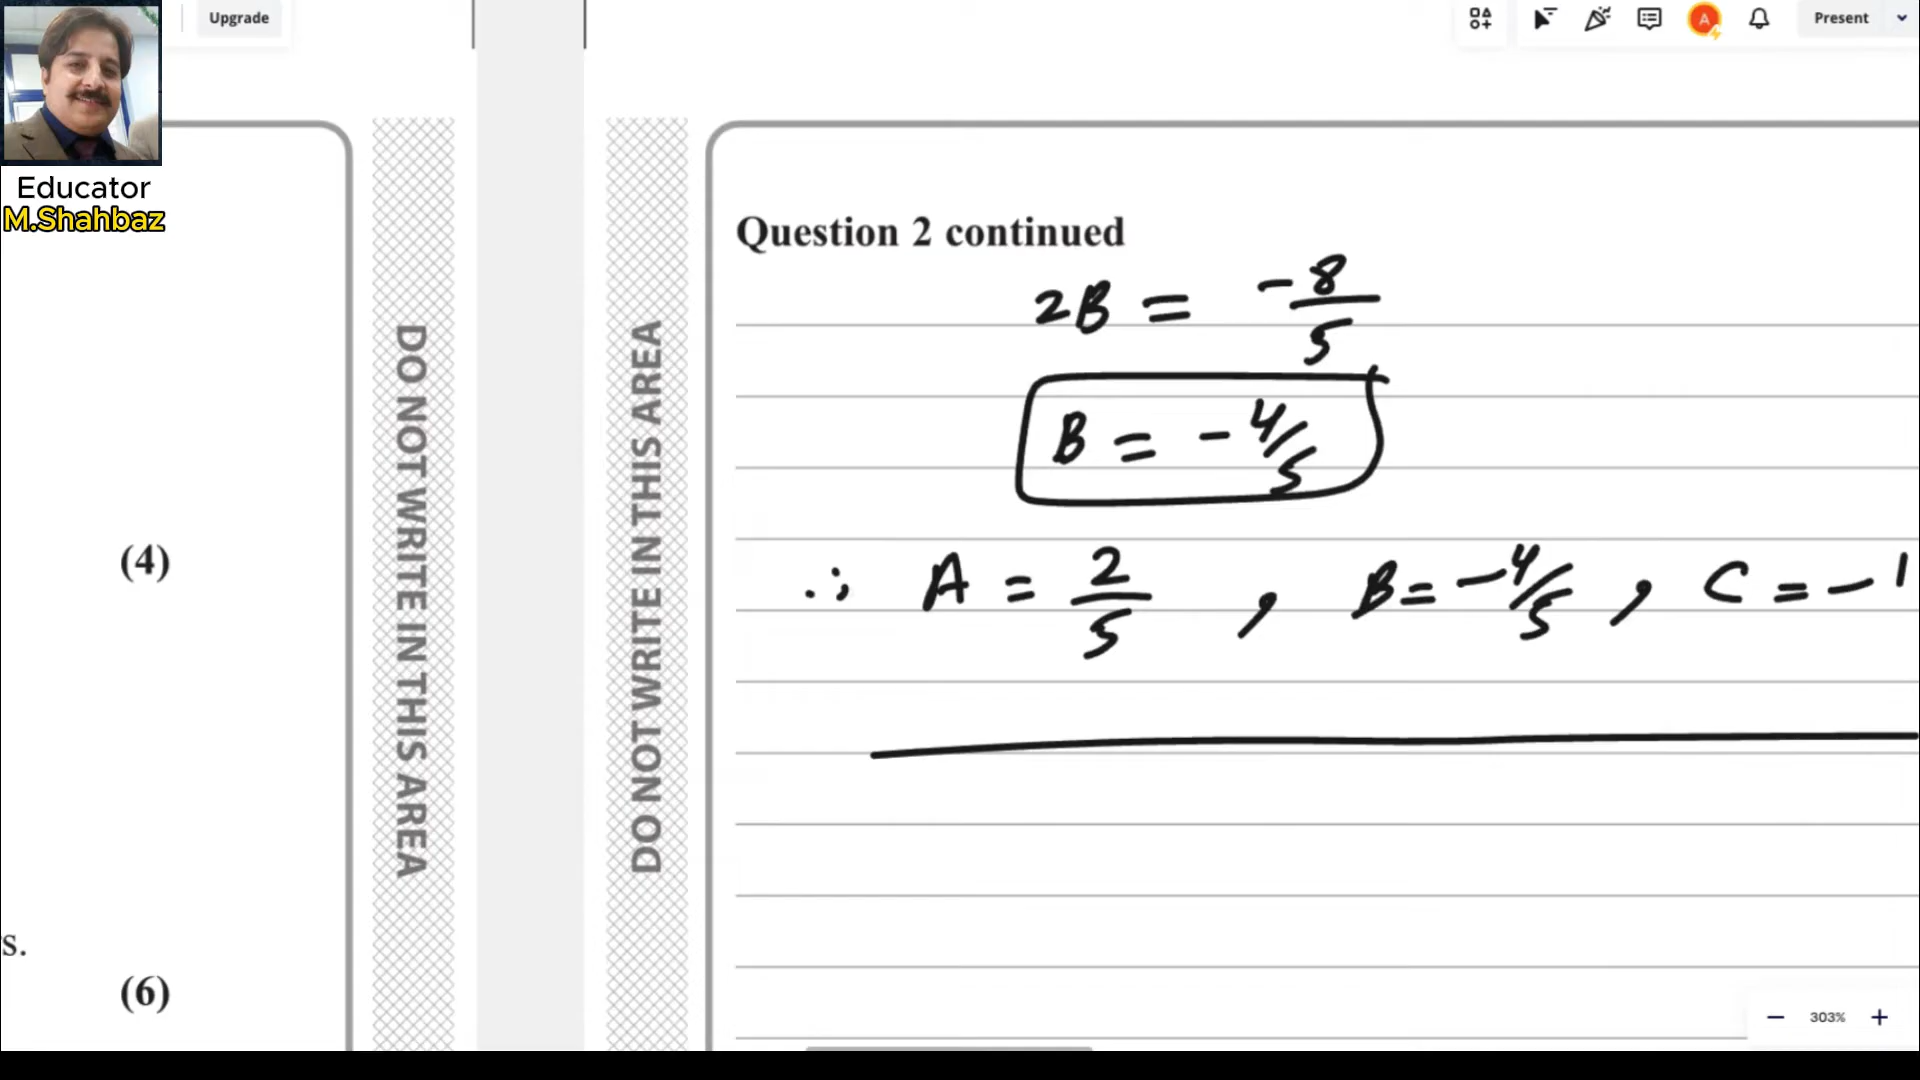 Upgrade
Present
A
Educator
M.Shahbaz
(4)
s.
(6)
DO NOT WRITE IN THIS AREA
DO NOT WRITE IN THIS AREA
Question 2 continued
2B = -8/5
B = -4/5
∴ A = 2/5 , B = -4/5 , C = -1
303%